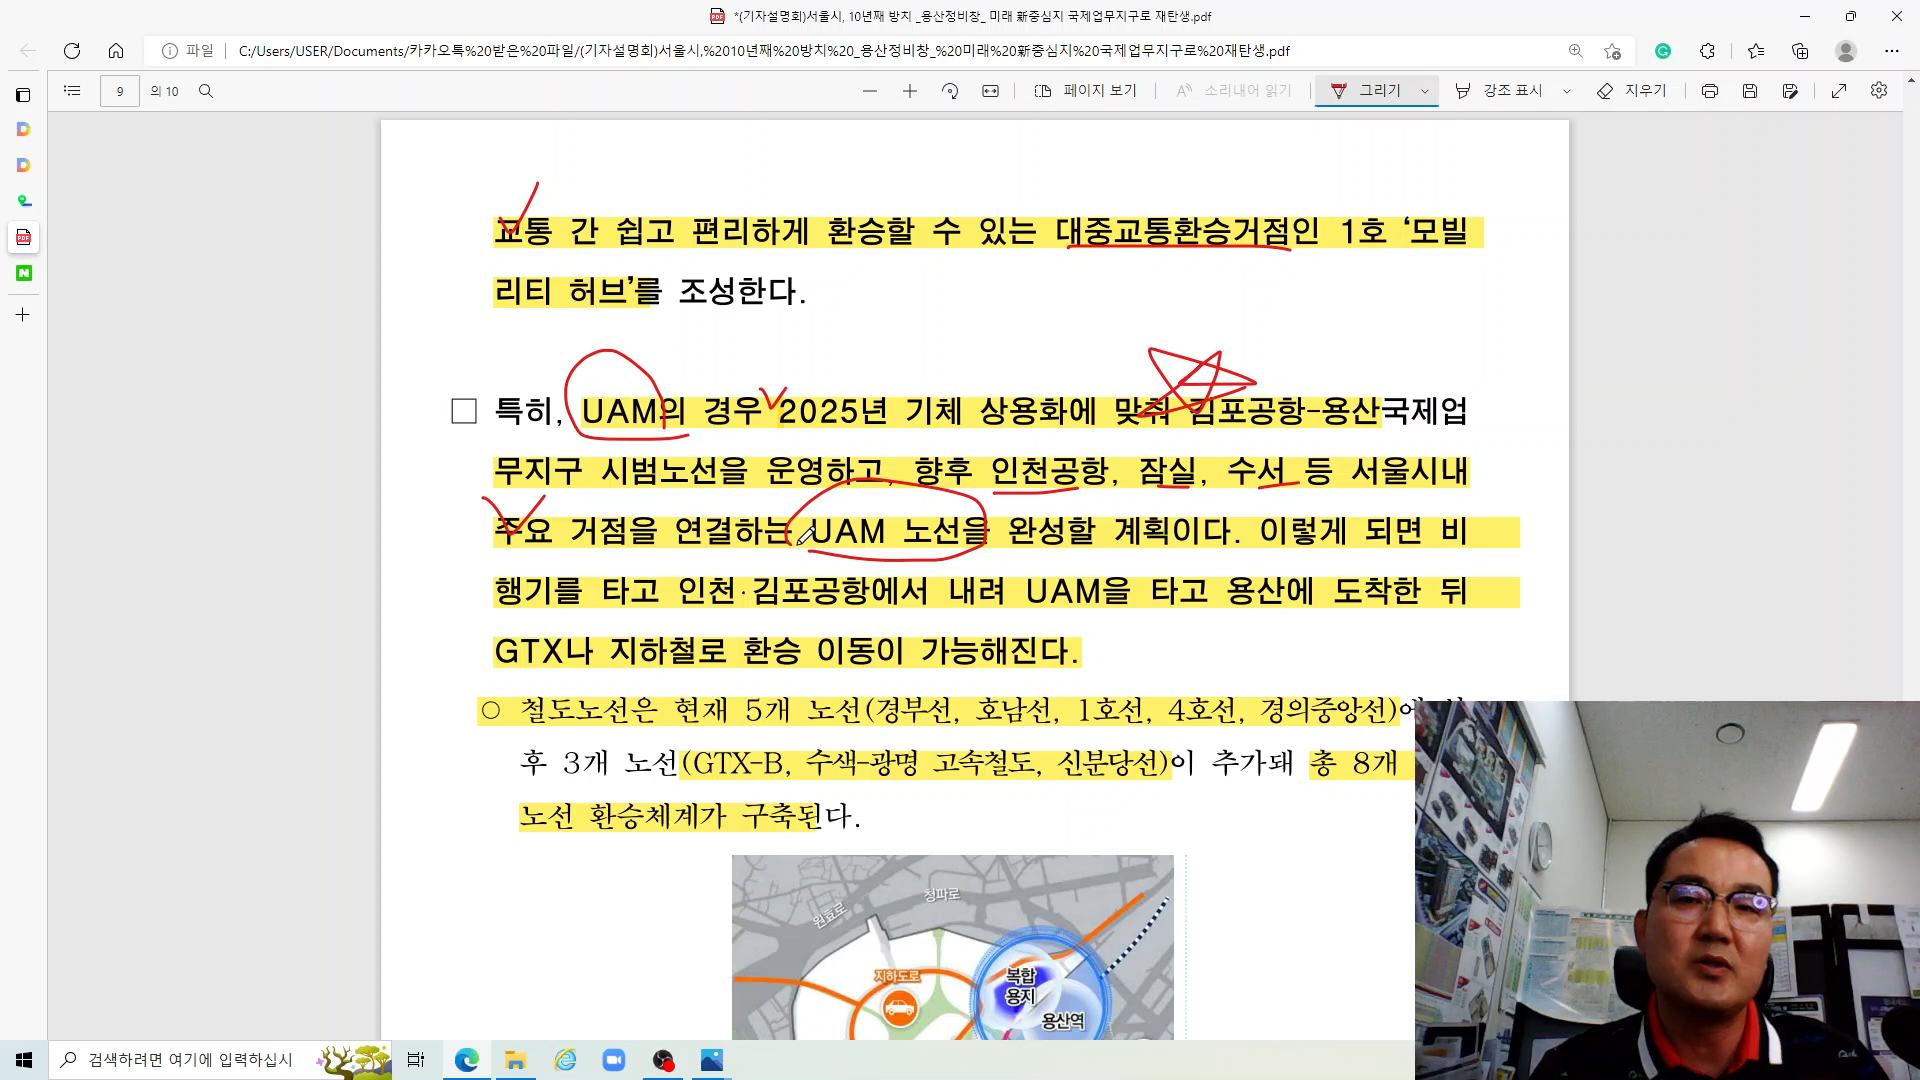 *(기자설명회)서울시, 10년째 방치 _용산정비창_ 미래 新중심지 국제업무지구로 재탄생.pdf
파일 C:/Users/USER/Documents/카카오톡%20받은%20파일/(기자설명회)서울시,%2010년째%20방치%20_용산정비창_%20미래%20新중심지%20국제업무지구로%20재탄생.pdf
9 의 10 페이지 보기 소리내어 읽기 그리기 강조 표시 지우기
교통 간 쉽고 편리하게 환승할 수 있는 대중교통환승거점인 1호 ‘모빌
리티 허브’를 조성한다.
□ 특히, UAM의 경우 2025년 기체 상용화에 맞춰 김포공항-용산국제업
무지구 시범노선을 운영하고, 향후 인천공항, 잠실, 수서 등 서울시내
주요 거점을 연결하는 UAM 노선을 완성할 계획이다. 이렇게 되면 비
행기를 타고 인천·김포공항에서 내려 UAM을 타고 용산에 도착한 뒤
GTX나 지하철로 환승 이동이 가능해진다.
○ 철도노선은 현재 5개 노선(경부선, 호남선, 1호선, 4호선, 경의중앙선)에
후 3개 노선(GTX-B, 수색-광명 고속철도, 신분당선)이 추가돼 총 8개
노선 환승체계가 구축된다.
청파로
원효로
지하도로
복합
용지
용산역
검색하려면 여기에 입력하십시